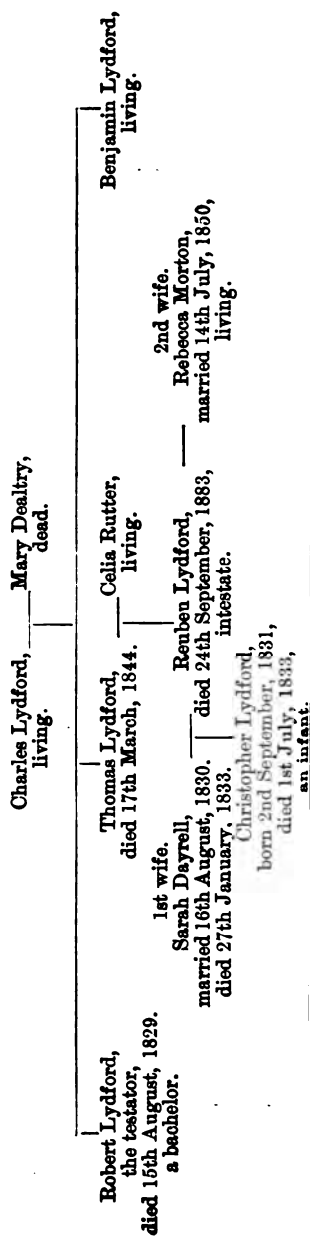 Charles Lydford,
living.
Mary Dealtry,
dead.
Robert Lydford,
the testator,
died 15th August, 1829.
a bachelor.
Thomas Lydford,
died 17th March, 1844.
Celia Rutter,
living.
Benjamin Lydford,
living.
1st wife.
Sarah Dayrell,
married 16th August, 1830.
died 27th January, 1833.
Reuben Lydford,
died 24th September, 1883,
intestate.
2nd wife.
Rebecca Morton,
married 14th July, 1850,
living.
Christopher Lydford,
born 2nd September, 1831,
died 1st July, 1833,
an infant.